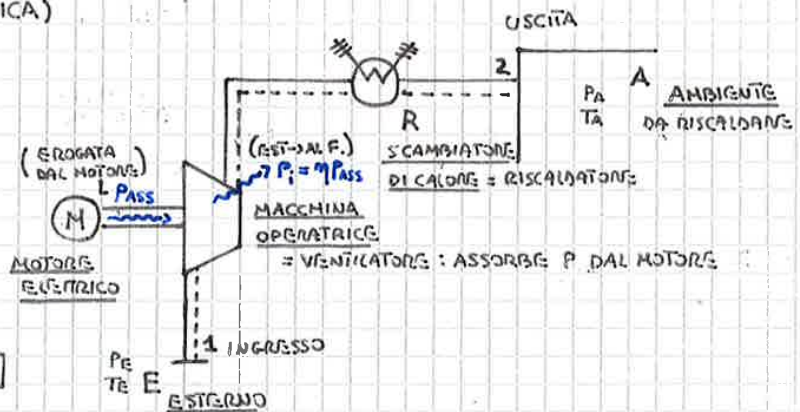 ICA)
USCITA
2
A
PA
TA
AMBIENTE
DA RISCALDARE
R
SCAMBIATORE
DI CALORE = RISCALDATORE
(EROGATA
DAL MOTORE)
PASS
(EST→AL F.)
Pi = ηPASS
M
MOTORE
ELETTRICO
MACCHINA
OPERATRICE
= VENTILATORE : ASSORBE P DAL MOTORE
1 INGRESSO
PE
TE
E
ESTERNO